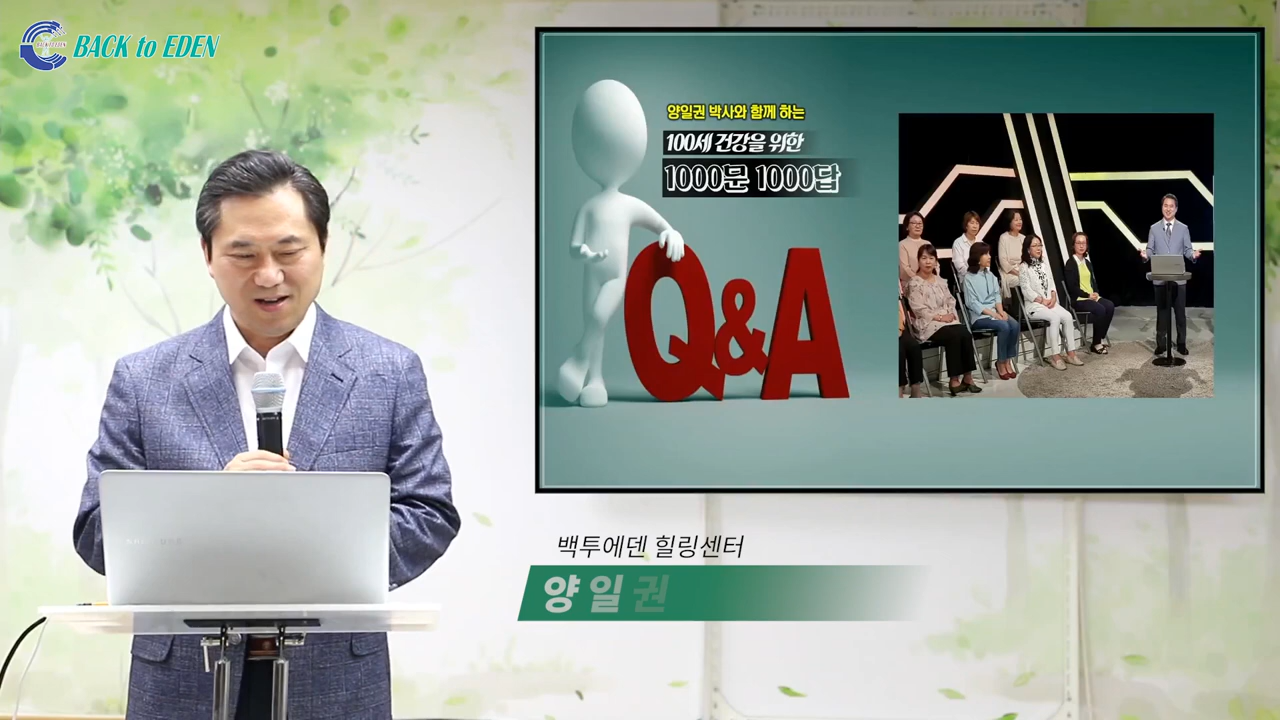 BACK to EDEN
양일권 박사와 함께 하는
100세 건강을 위한
1000문 1000답
Q&A
백투에덴 힐링센터
양일권